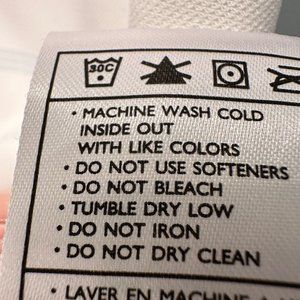 30C
• MACHINE WASH COLD
INSIDE OUT
WITH LIKE COLORS
• DO NOT USE SOFTENERS
• DO NOT BLEACH
• TUMBLE DRY LOW
• DO NOT IRON
• DO NOT DRY CLEAN
• LAVER EN MACHINE